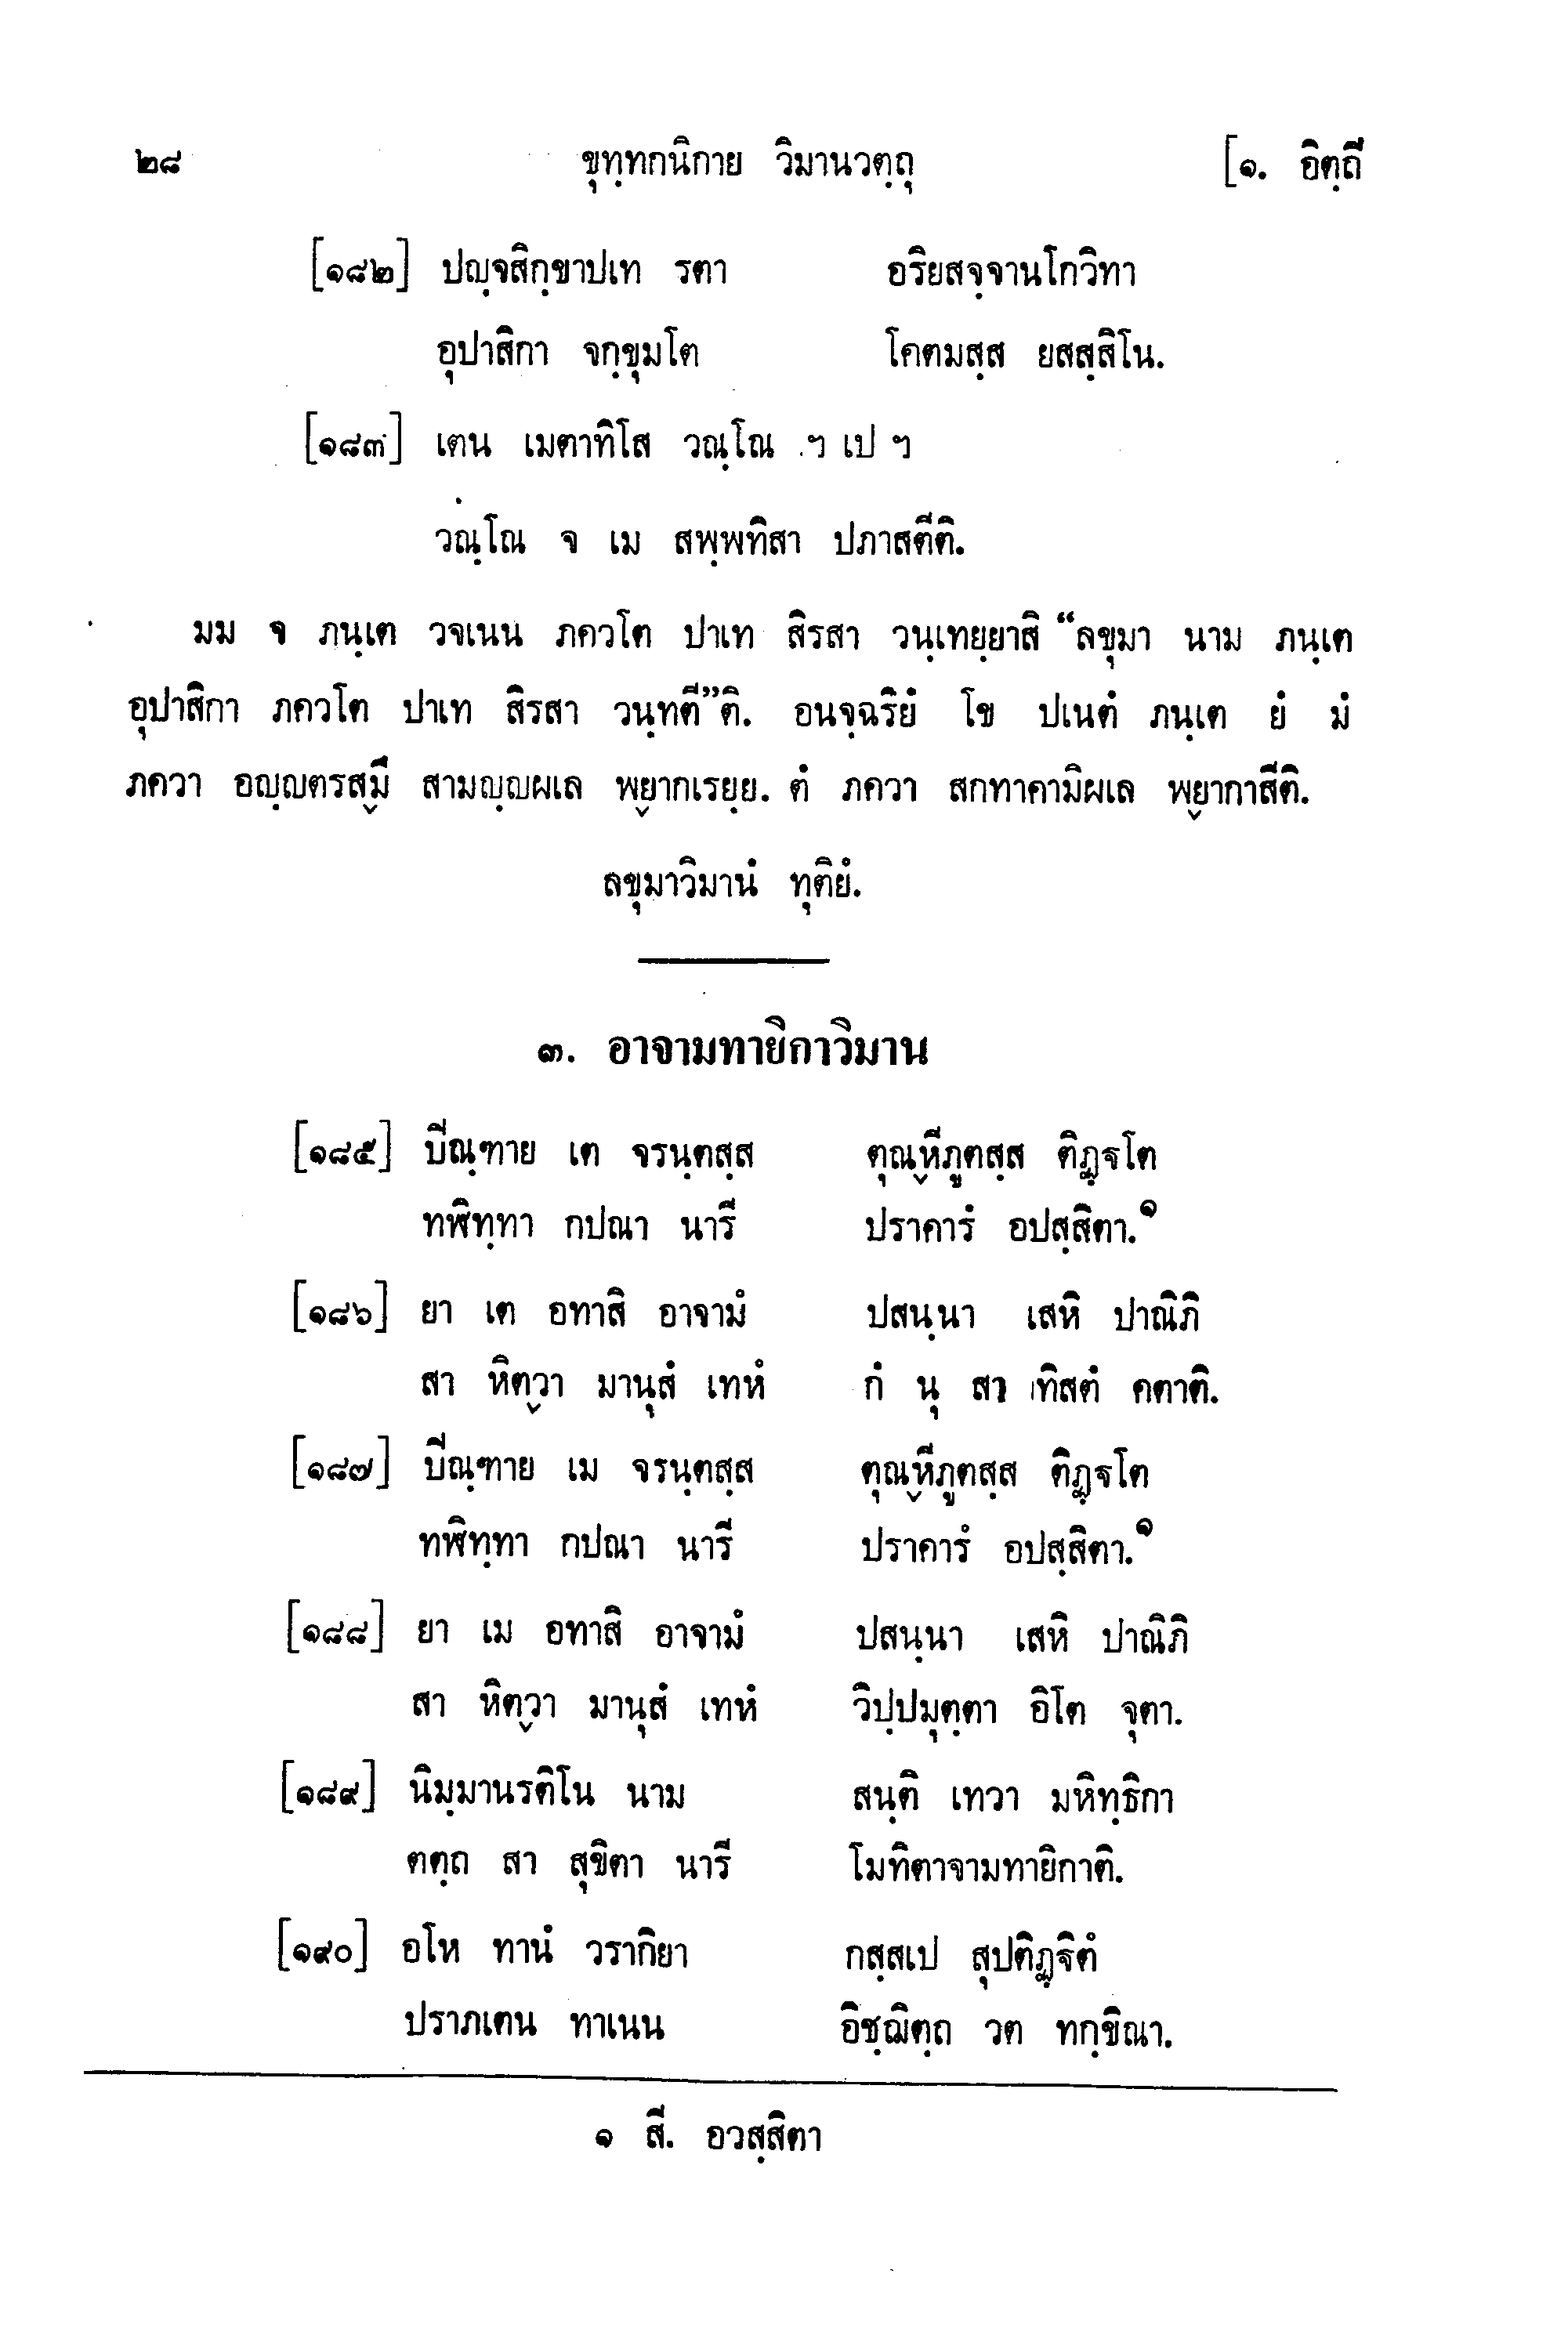 ๒๘ ขุทฺทกนิกาย วิมานวตฺถุ [๑. อิตฺถี
[๑๘๒] ปญฺจสิกฺขาปเท รตา อริยสจฺจานโกวิทา
อุปาสิกา จกฺขุมโต โคตมสฺส ยสสฺสิโน.
[๑๘๓] เตน เมตาทิโส วณฺโณ ฯ เป ฯ
วณฺโณ จ เม สพฺพทิสา ปภาสตีติ.
มม จ ภนฺเต วจเนน ภควโต ปาเท สิรสา วนฺเทยฺยาสิ “ลขุมา นาม ภนฺเต
อุปาสิกา ภควโต ปาเท สิรสา วนฺทตี”ติ. อนจฺฉริยํ โข ปเนตํ ภนฺเต ยํ มํ
ภควา อญฺญตรสฺมึ สามญฺญผเล พฺยากเรยฺย. ตํ ภควา สกทาคามิผเล พฺยากาสีติ.
ลขุมาวิมานํ ทุติยํ.
๓. อาจามทายิกาวิมาน
[๑๘๕] ปิณฺฑาย เต จรนฺตสฺส ตุณฺหีภูตสฺส ติฏฺฐโต
ทฬิทฺทา กปณา นารี ปราคารํ อปสฺสิตา.๑
[๑๘๖] ยา เต อทาสิ อาจามํ ปสนฺนา เสหิ ปาณิภิ
สา หิตฺวา มานุสํ เทหํ กํ นุ สา ทิสตํ คตาติ.
[๑๘๗] ปิณฺฑาย เม จรนฺตสฺส ตุณฺหีภูตสฺส ติฏฺฐโต
ทฬิทฺทา กปณา นารี ปราคารํ อปสฺสิตา.๑
[๑๘๘] ยา เม อทาสิ อาจามํ ปสนฺนา เสหิ ปาณิภิ
สา หิตฺวา มานุสํ เทหํ วิปฺปมุตฺตา อิโต จุตา.
[๑๘๙] นิมฺมานรติโน นาม สนฺติ เทวา มหิทฺธิกา
ตตฺถ สา สุขิตา นารี โมทิตาจามทายิกาติ.
[๑๙๐] อโห ทานํ วรากิยา กสฺสเป สุปติฏฺฐิตํ
ปราภเตน ทาเนน อิชฺฌิตฺถ วต ทกฺขิณา.
๑ สี. อวสฺสิตา